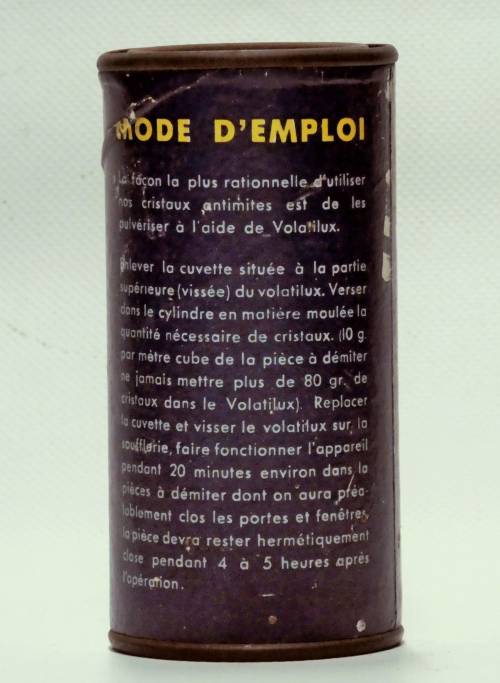 MODE D'EMPLOI
La façon la plus rationnelle d'utiliser
nos cristaux antimites est de les
pulvériser à l'aide de Volatilux.
Enlever la cuvette située à la partie
supérieure (vissée) du volatilux. Verser
dans le cylindre en matière moulée la
quantité nécessaire de cristaux. (10 g.
par mètre cube de la pièce à démiter
ne jamais mettre plus de 80 gr. de
cristaux dans le Volatilux). Replacer
la cuvette et visser le volatilux sur la
soufflerie, faire fonctionner l'appareil
pendant 20 minutes environ dans la
pièces à démiter dont on aura préa-
lablement clos les portes et fenêtres,
la pièce devra rester hermétiquement
close pendant 4 à 5 heures après
l'opération.